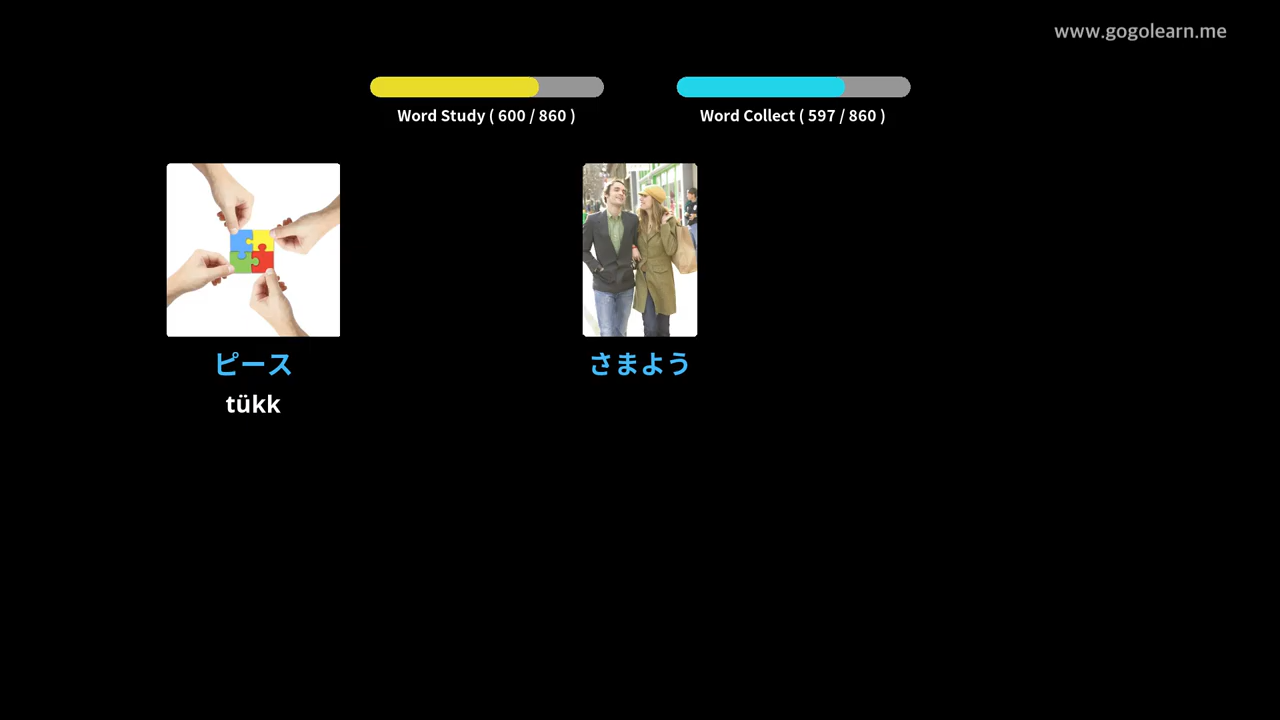 www.gogolearn.me
Word Study ( 600 / 860 )
Word Collect ( 597 / 860 )
ピース
tükk
さまよう